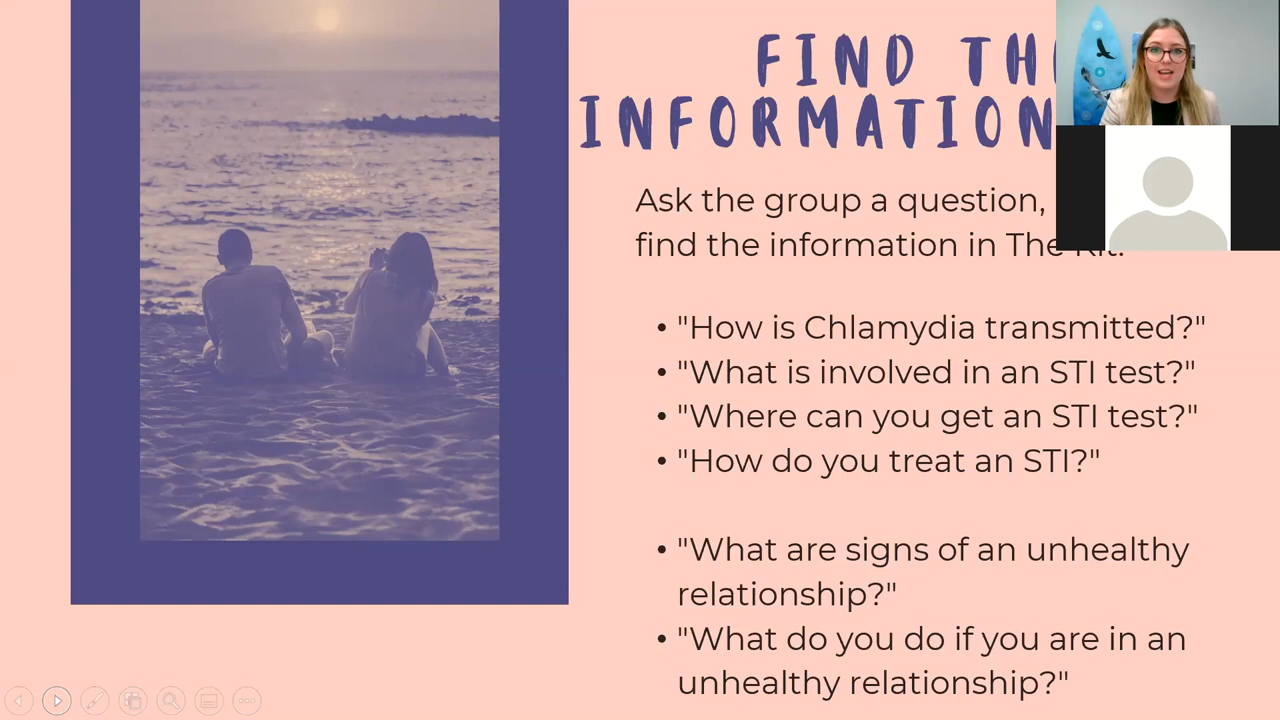 FIND TH
INFORMATION
Ask the group a question,
find the information in The Kit.
• "How is Chlamydia transmitted?"
• "What is involved in an STI test?"
• "Where can you get an STI test?"
• "How do you treat an STI?"
• "What are signs of an unhealthy
relationship?"
• "What do you do if you are in an
unhealthy relationship?"